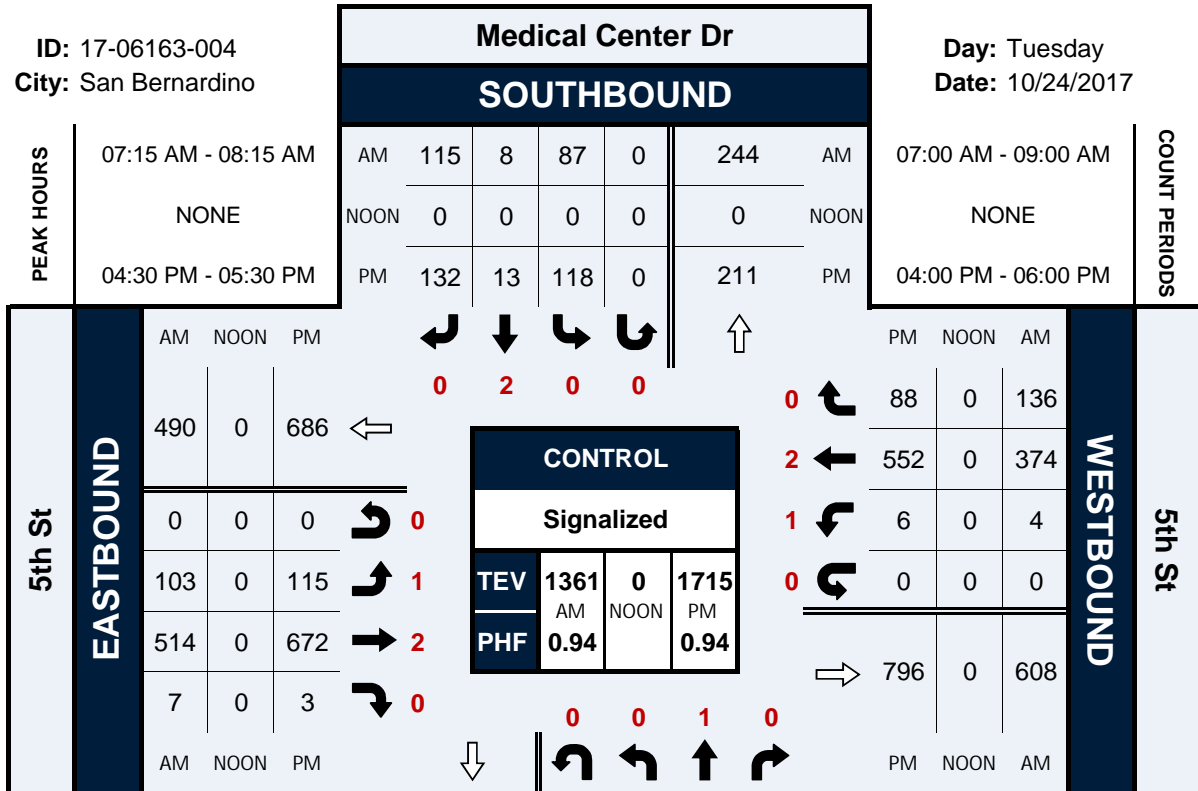 ID: 17-06163-004
City: San Bernardino
Medical Center Dr
SOUTHBOUND
Day: Tuesday
Date: 10/24/2017
PEAK HOURS
07:15 AM - 08:15 AM
NONE
04:30 PM - 05:30 PM
AM 115 8 87 0 244 AM
NOON 0 0 0 0 0 NOON
PM 132 13 118 0 211 PM
07:00 AM - 09:00 AM
NONE
04:00 PM - 06:00 PM
COUNT PERIODS
0 2 0 0
5th St
EASTBOUND
AM NOON PM
490 0 686
0 0 0 0
103 0 115 1
514 0 672 2
7 0 3 0
AM NOON PM
CONTROL
Signalized
TEV 1361 0 1715
AM NOON PM
PHF 0.94 0.94
PM NOON AM
0 88 0 136
2 552 0 374
1 6 0 4
0 0 0 0
796 0 608
PM NOON AM
WESTBOUND
5th St
0 0 1 0